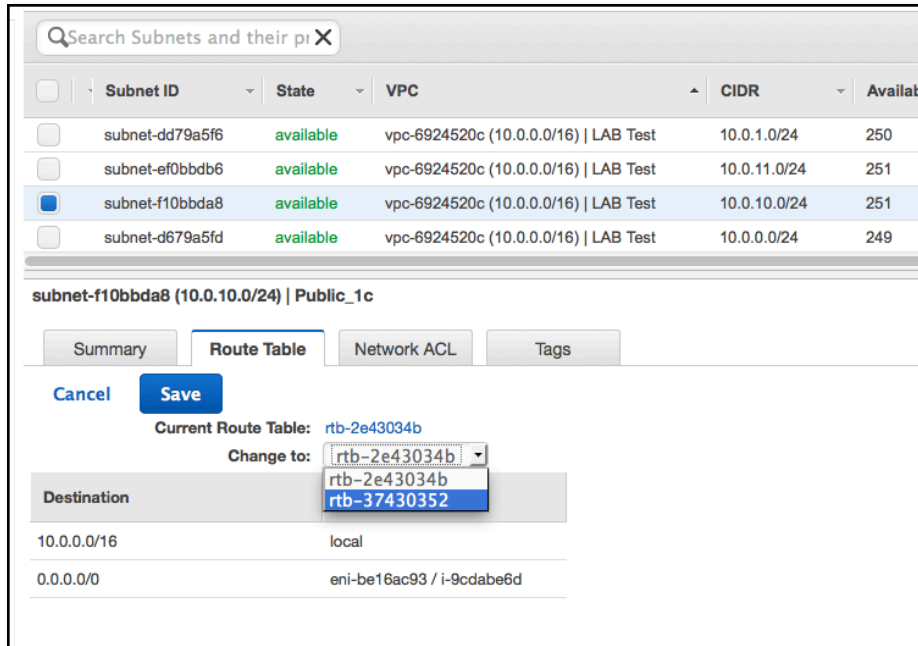 Search Subnets and their pr
Subnet ID State VPC CIDR Availab
subnet-dd79a5f6 available vpc-6924520c (10.0.0.0/16) | LAB Test 10.0.1.0/24 250
subnet-ef0bbdb6 available vpc-6924520c (10.0.0.0/16) | LAB Test 10.0.11.0/24 251
subnet-f10bbda8 available vpc-6924520c (10.0.0.0/16) | LAB Test 10.0.10.0/24 251
subnet-d679a5fd available vpc-6924520c (10.0.0.0/16) | LAB Test 10.0.0.0/24 249
subnet-f10bbda8 (10.0.10.0/24) | Public_1c
Summary Route Table Network ACL Tags
Cancel Save
Current Route Table: rtb-2e43034b
Change to: rtb-2e43034b
rtb-2e43034b
rtb-37430352
Destination
10.0.0.0/16 local
0.0.0.0/0 eni-be16ac93 / i-9cdabe6d